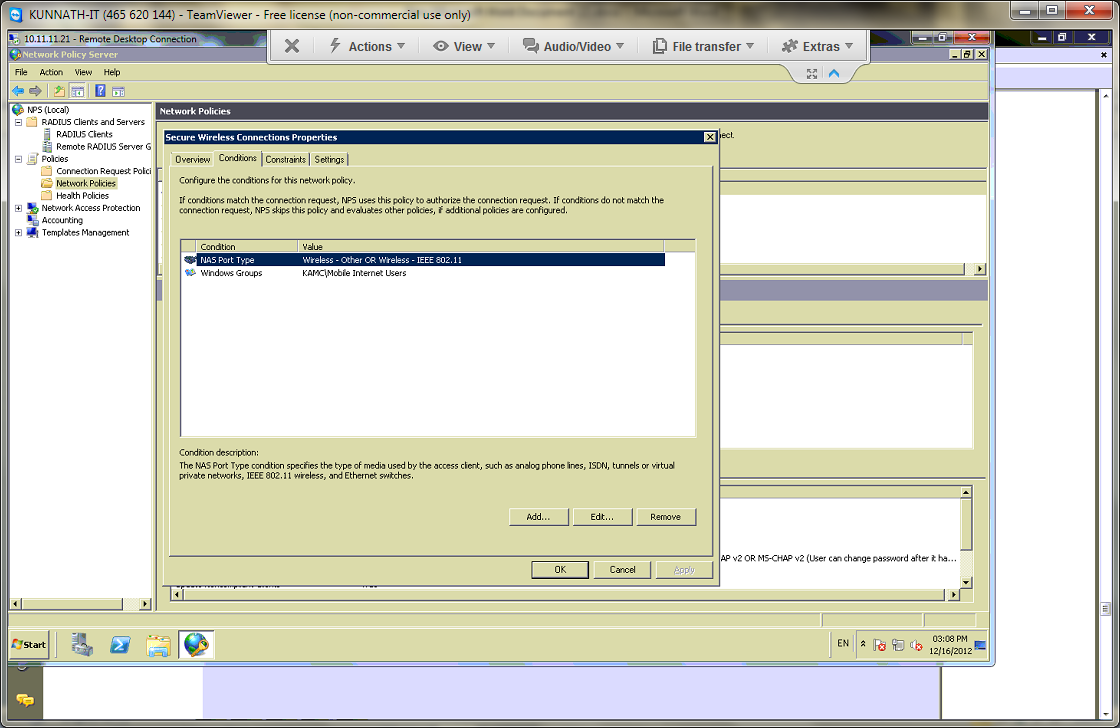 KUNNATH-IT (465 620 144) - TeamViewer - Free license (non-commercial use only)
10.11.11.21 - Remote Desktop Connection
Actions
View
Audio/Video
File transfer
Extras
Network Policy Server
File Action View Help
NPS (Local)
RADIUS Clients and Servers
RADIUS Clients
Remote RADIUS Server G
Policies
Connection Request Polici
Network Policies
Health Policies
Network Access Protection
Accounting
Templates Management
Network Policies
Secure Wireless Connections Properties
Overview Conditions Constraints Settings
Configure the conditions for this network policy.
If conditions match the connection request, NPS uses this policy to authorize the connection request. If conditions do not match the
connection request, NPS skips this policy and evaluates other policies, if additional policies are configured.
Condition Value
NAS Port Type Wireless - Other OR Wireless - IEEE 802.11
Windows Groups KAMC\Mobile Internet Users
Condition description:
The NAS Port Type condition specifies the type of media used by the access client, such as analog phone lines, ISDN, tunnels or virtual
private networks, IEEE 802.11 wireless, and Ethernet switches.
Add... Edit... Remove
OK Cancel Apply
AP v2 OR MS-CHAP v2 (User can change password after it ha...
Start
EN
03:08 PM
12/16/2012